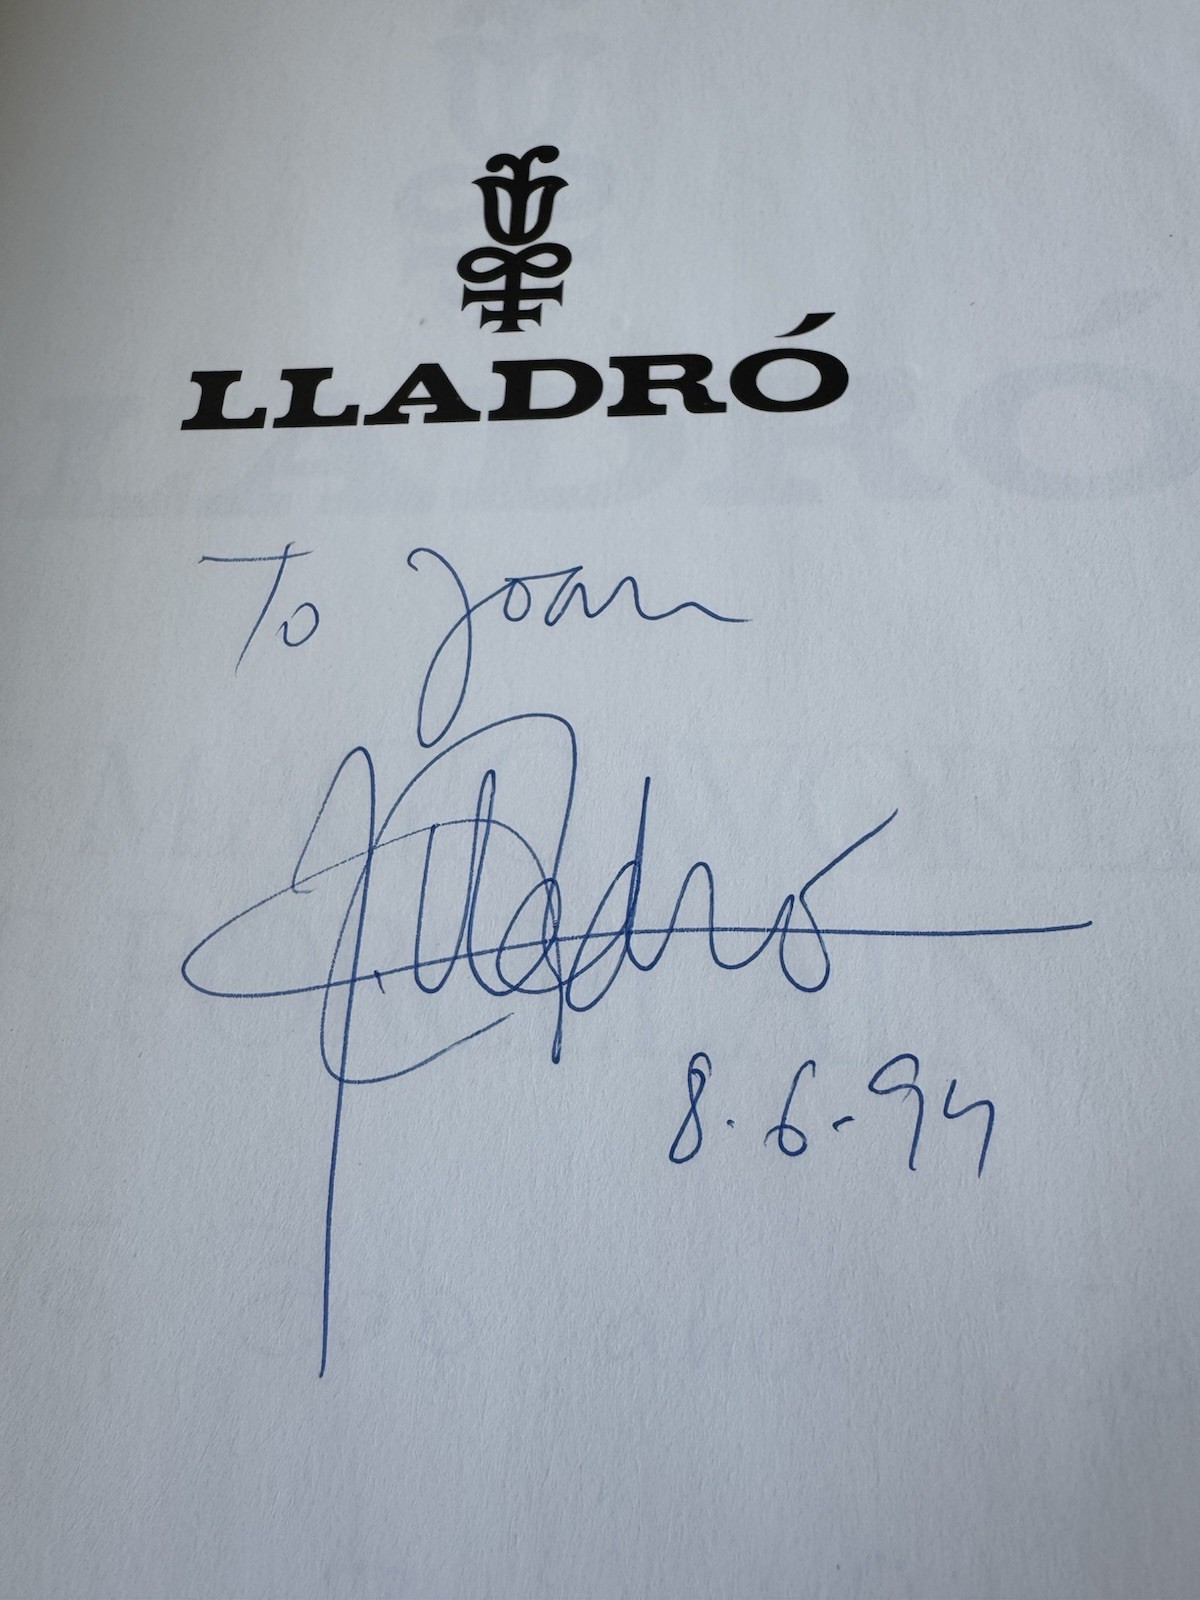 LLADRÓ
To Joan
J. Lladró
8.6-94